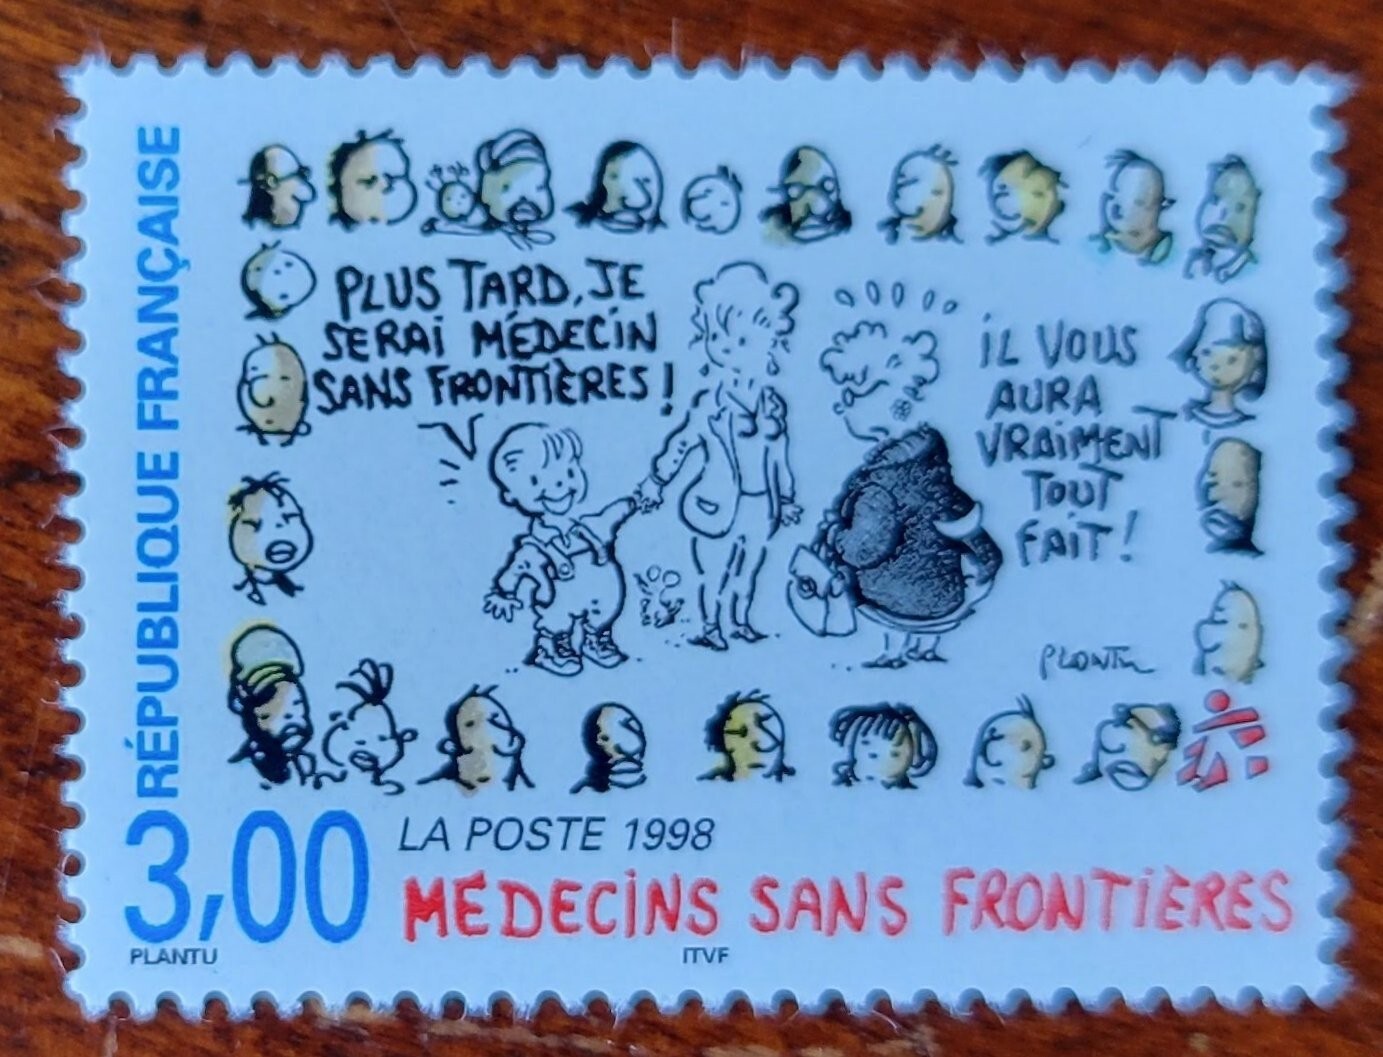 RÉPUBLIQUE FRANÇAISE
PLUS TARD, JE
SERAI MÉDECIN
SANS FRONTIÈRES !
IL VOUS
AURA
VRAIMENT
TOUT
FAIT !
PLANTU
3,00
LA POSTE 1998
MÉDECINS SANS FRONTIÈRES
PLANTU
ITVF